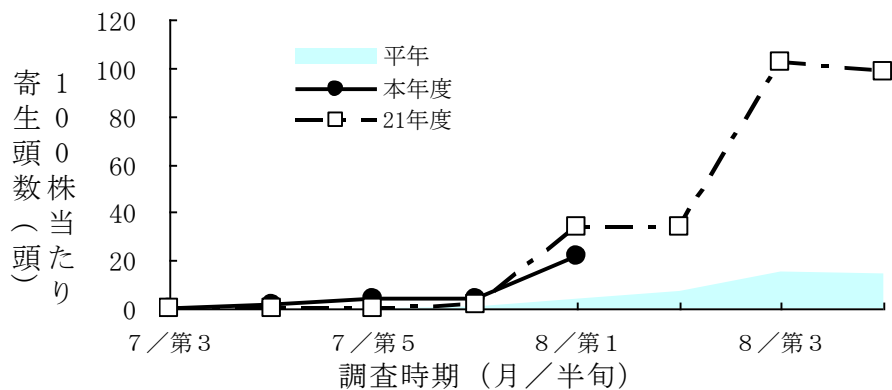 120
100
80
60
40
20
0
100株当たり
寄生頭数(頭)
平年
本年度
21年度
7/第3
7/第5
8/第1
8/第3
調査時期(月/半旬)